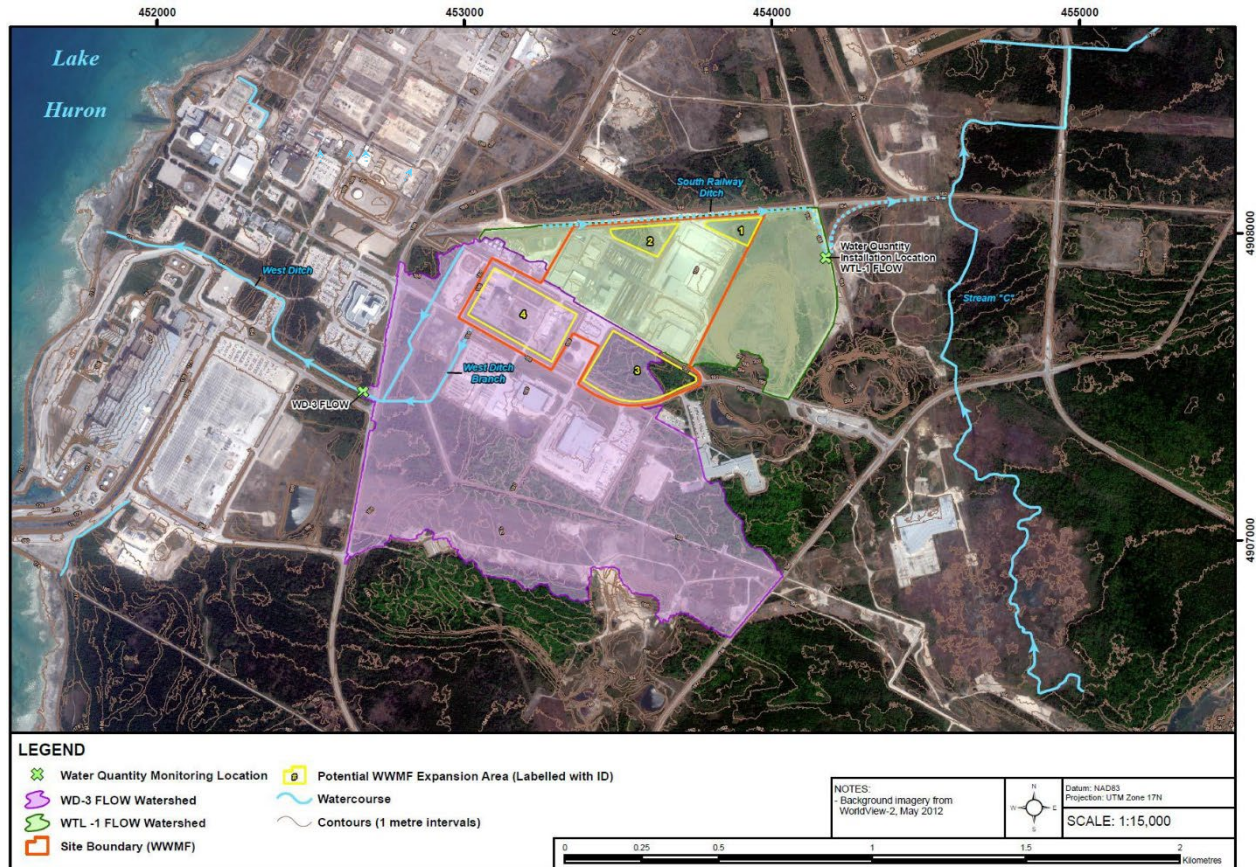 452000
453000
454000
455000
Lake
Huron
South Railway
Ditch
1
2
4908000
Water Quantity
Installation Location
WTL-1 FLOW
West Ditch
4
Stream "C"
3
West Ditch
Branch
WD-3 FLOW
4907000
LEGEND
Water Quantity Monitoring Location
WD-3 FLOW Watershed
WTL -1 FLOW Watershed
Site Boundary (WWMF)
# Potential WWMF Expansion Area (Labelled with ID)
Watercourse
Contours (1 metre intervals)
NOTES:
- Background imagery from
WorldView-2, May 2012
N
W E
S
Datum: NAD83
Projection: UTM Zone 17N
SCALE: 1:15,000
0 0.25 0.5 1 1.5 2
Kilometres